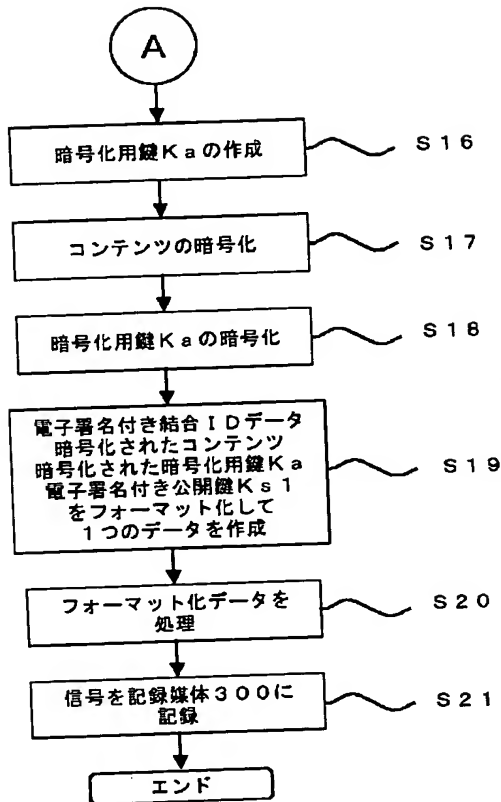 A
暗号化用鍵Kaの作成
S16
コンテンツの暗号化
S17
暗号化用鍵Kaの暗号化
S18
電子署名付き結合IDデータ
暗号化されたコンテンツ
暗号化された暗号化用鍵Ka
電子署名付き公開鍵Ks1
をフォーマット化して
1つのデータを作成
S19
フォーマット化データを
処理
S20
信号を記録媒体300に
記録
S21
エンド